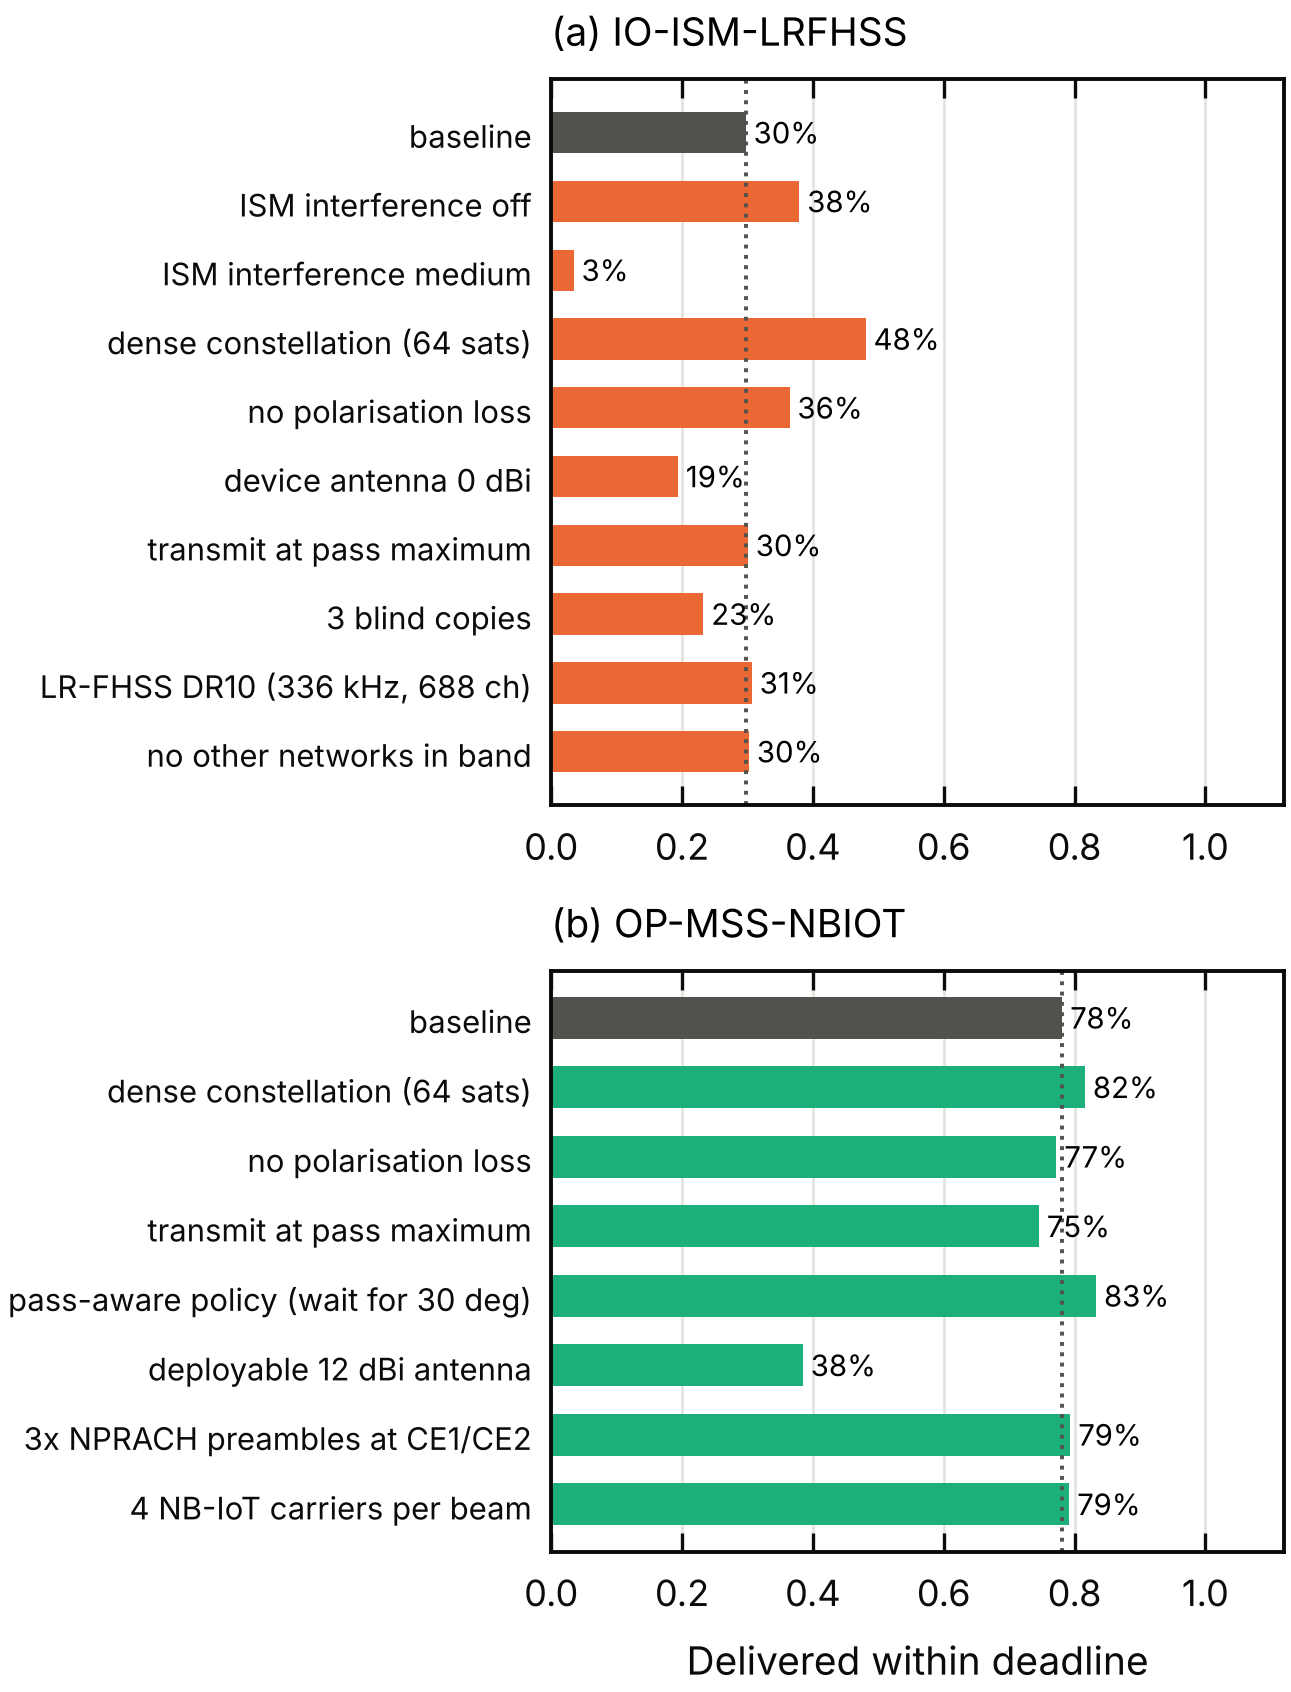 (a) IO-ISM-LRFHSS
baseline 30%
ISM interference off 38%
ISM interference medium 3%
dense constellation (64 sats) 48%
no polarisation loss 36%
device antenna 0 dBi 19%
transmit at pass maximum 30%
3 blind copies 23%
LR-FHSS DR10 (336 kHz, 688 ch) 31%
no other networks in band 30%
0.0 0.2 0.4 0.6 0.8 1.0
(b) OP-MSS-NBIOT
baseline 78%
dense constellation (64 sats) 82%
no polarisation loss 77%
transmit at pass maximum 75%
pass-aware policy (wait for 30 deg) 83%
deployable 12 dBi antenna 38%
3x NPRACH preambles at CE1/CE2 79%
4 NB-IoT carriers per beam 79%
0.0 0.2 0.4 0.6 0.8 1.0
Delivered within deadline